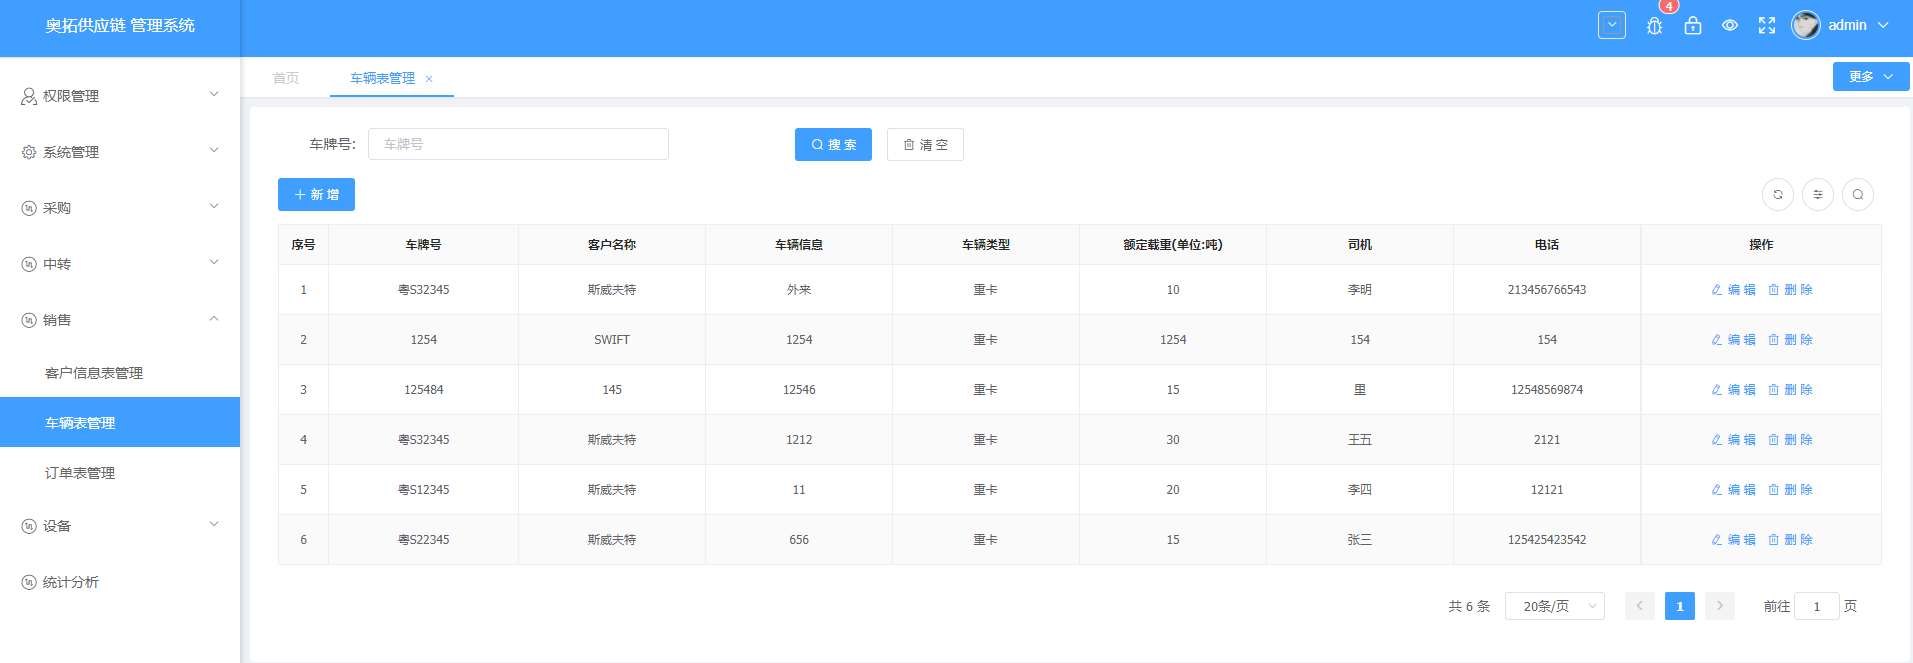 奥拓供应链 管理系统
4
admin
权限管理
系统管理
采购
中转
销售
客户信息表管理
车辆表管理
订单表管理
设备
统计分析
首页 车辆表管理 ×
更多
车牌号: 车牌号 搜 索 清 空
新 增
序号 车牌号 客户名称 车辆信息 车辆类型 额定载重(单位:吨) 司机 电话 操作
1 粤S32345 斯威夫特 外来 重卡 10 李明 213456766543 编 辑 删 除
2 1254 SWIFT 1254 重卡 1254 154 154 编 辑 删 除
3 125484 145 12546 重卡 15 里 12548569874 编 辑 删 除
4 粤S32345 斯威夫特 1212 重卡 30 王五 2121 编 辑 删 除
5 粤S12345 斯威夫特 11 重卡 20 李四 12121 编 辑 删 除
6 粤S22345 斯威夫特 656 重卡 15 张三 125425423542 编 辑 删 除
共 6 条 20条/页 1 前往 1 页